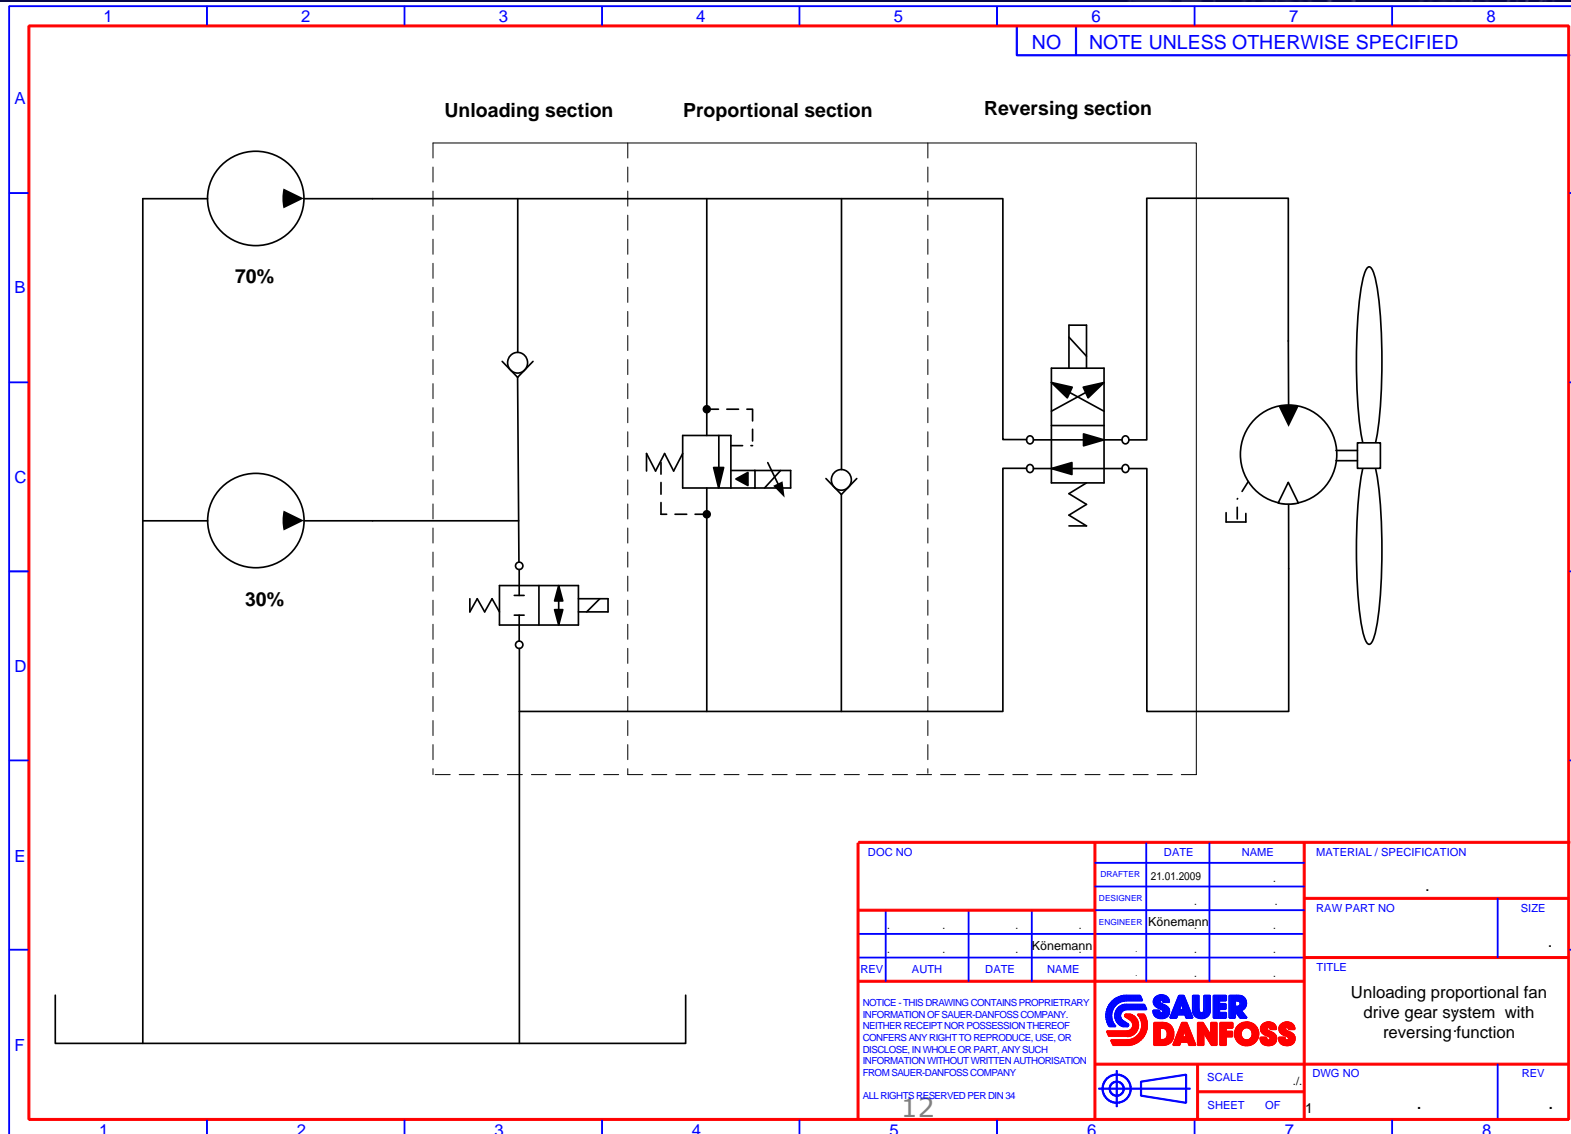 1 2 3 4 5 6 7 8
NO NOTE UNLESS OTHERWISE SPECIFIED
A
Unloading section Proportional section Reversing section
B
70%
C
30%
D
E
F
DOC NO
DATE NAME
DRAFTER 21.01.2009
DESIGNER
ENGINEER Könemann
Könemann
REV AUTH DATE NAME
MATERIAL / SPECIFICATION
RAW PART NO SIZE
TITLE
Unloading proportional fan
drive gear system with
reversing function
NOTICE - THIS DRAWING CONTAINS PROPRIETRARY
INFORMATION OF SAUER-DANFOSS COMPANY.
NEITHER RECEIPT NOR POSSESSION THEREOF
CONFERS ANY RIGHT TO REPRODUCE, USE, OR
DISCLOSE, IN WHOLE OR PART, ANY SUCH
INFORMATION WITHOUT WRITTEN AUTHORISATION
FROM SAUER-DANFOSS COMPANY
ALL RIGHTS RESERVED PER DIN 34
12
SAUER
DANFOSS
SCALE ./.
SHEET OF 1
DWG NO REV
1 2 3 4 5 6 7 8